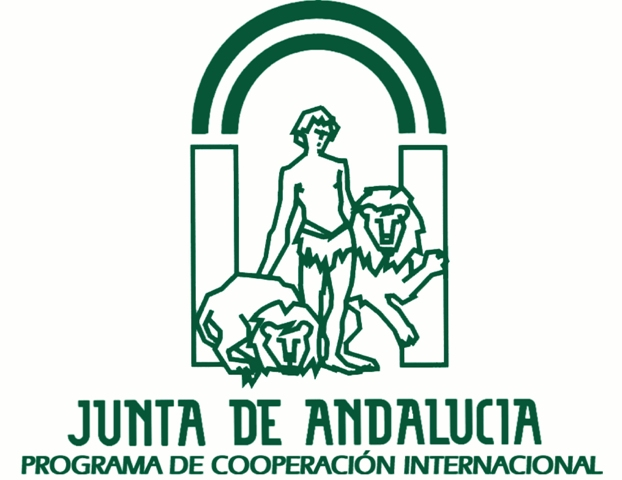 JUNTA DE ANDALUCIA
PROGRAMA DE COOPERACIÓN INTERNACIONAL